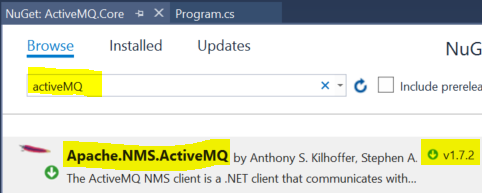 NuGet: ActiveMQ.Core Program.cs
Browse Installed Updates NuG
activeMQ Include prerelea
Apache.NMS.ActiveMQ by Anthony S. Kilhoffer, Stephen A. v1.7.2
The ActiveMQ NMS client is a .NET client that communicates with...